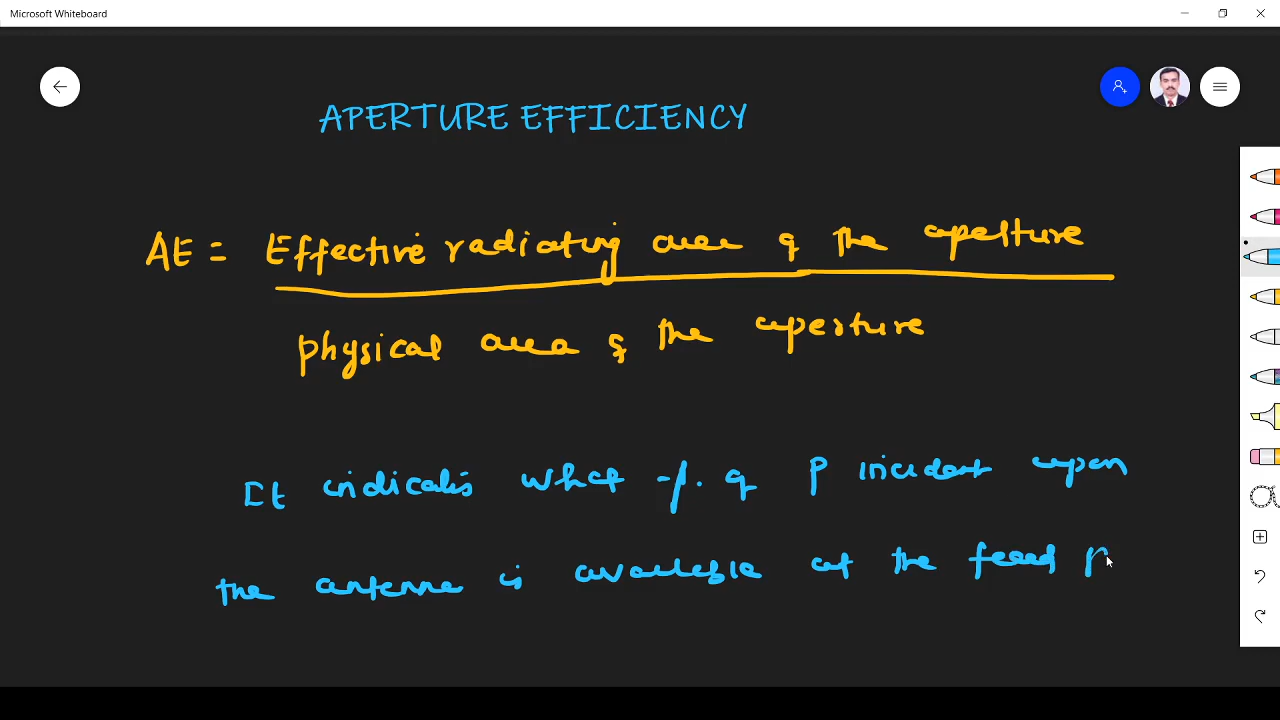 Microsoft Whiteboard
APERTURE EFFICIENCY
AE = Effective radiating area of the aperture
physical area of the aperture
It indicates what %. of P incident upon
the antenna is available at the feed p